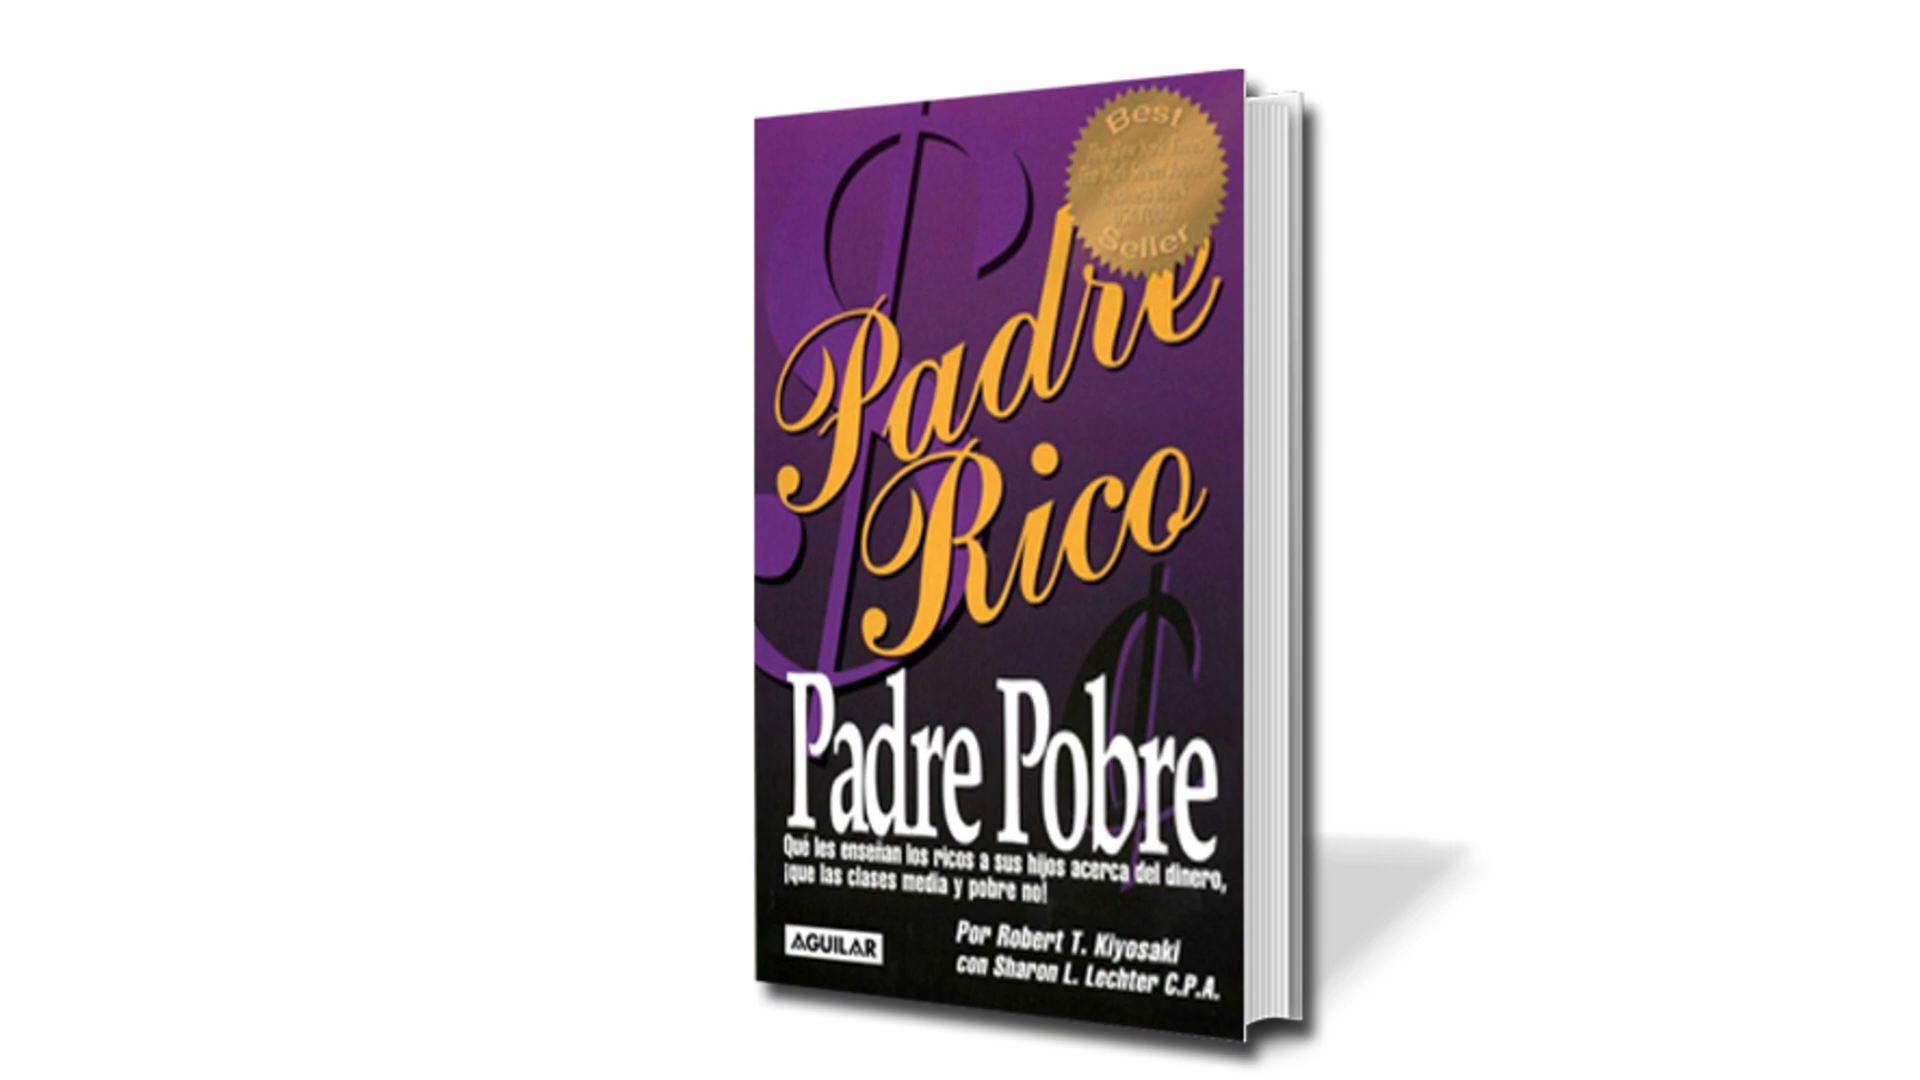 Best
Seller
Padre
Rico
Padre Pobre
Qué les enseñan los ricos a sus hijos acerca del dinero,
¡que las clases media y pobre no!
AGUILAR
Por Robert T. Kiyosaki
con Sharon L. Lechter C.P.A.